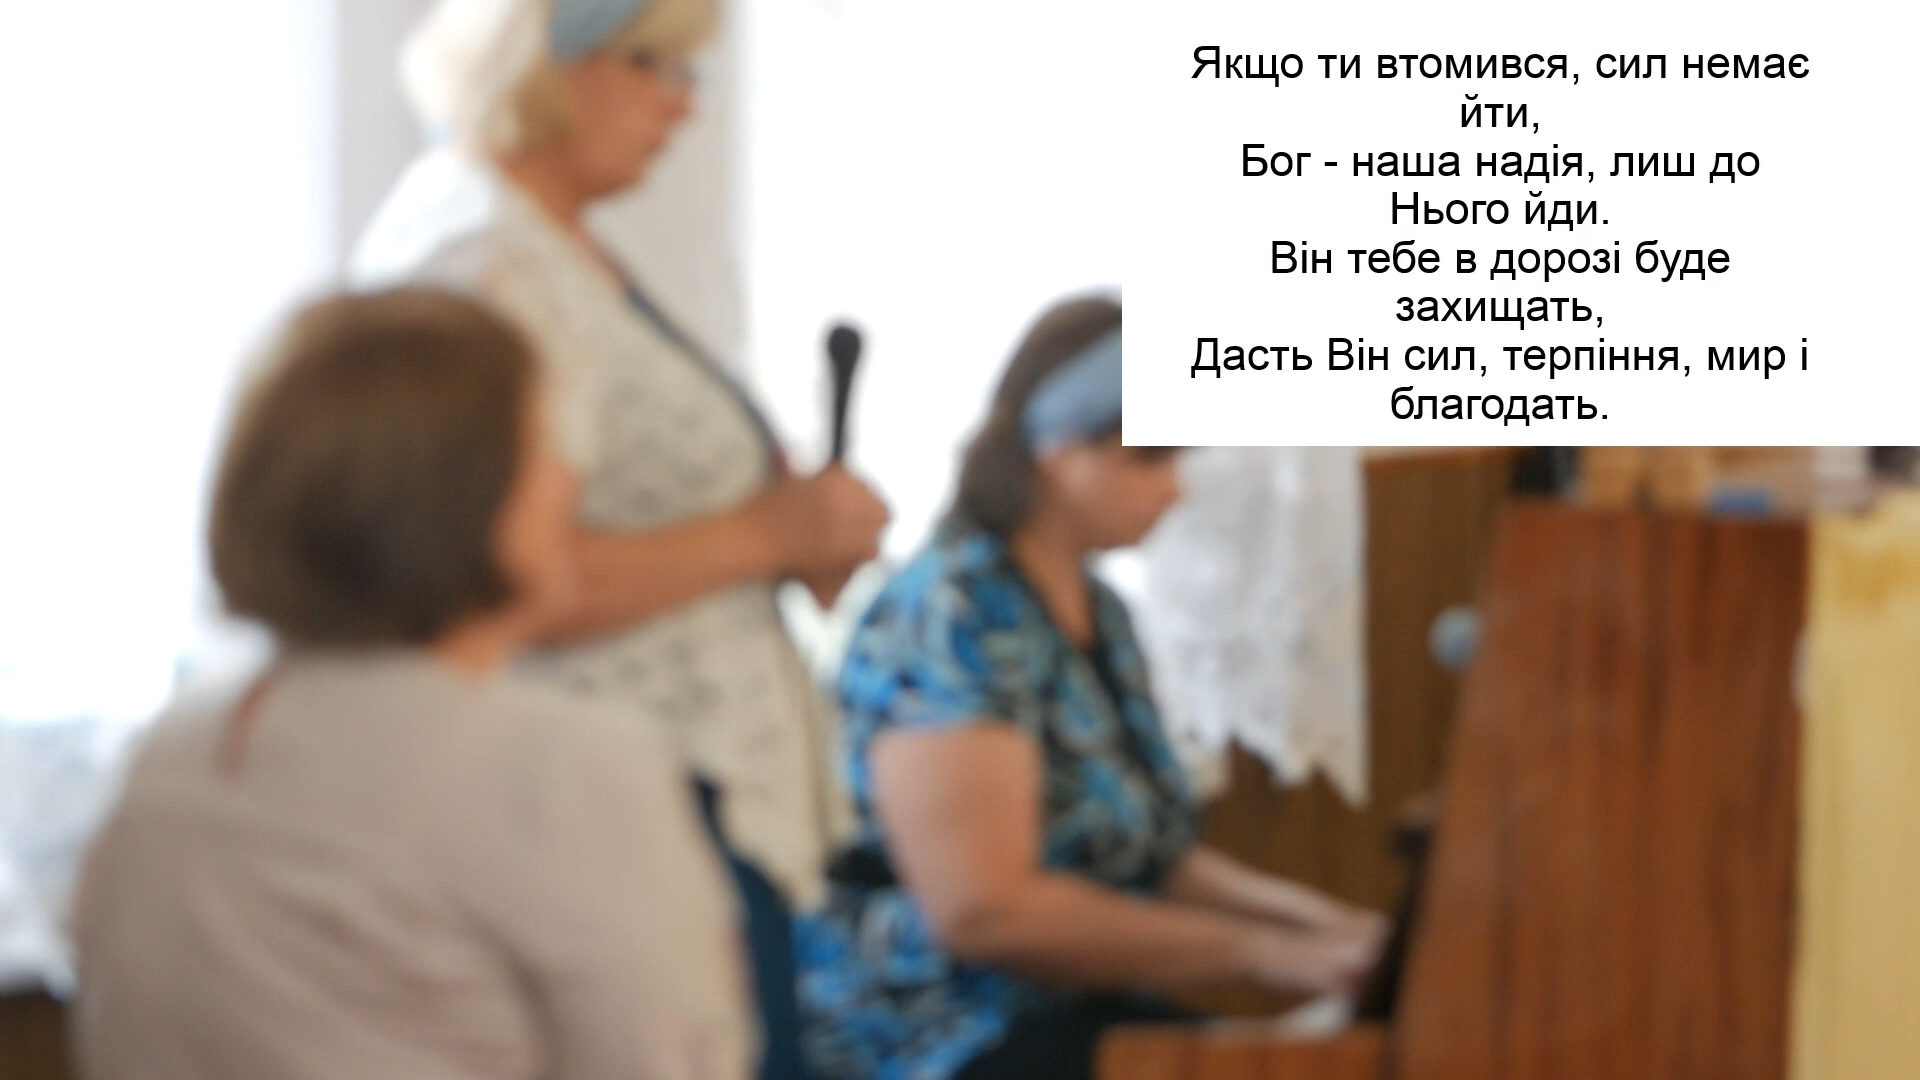 Якщо ти втомився, сил немає
йти,
Бог - наша надія, лиш до
Нього йди.
Він тебе в дорозі буде
захищать,
Дасть Він сил, терпіння, мир і
благодать.